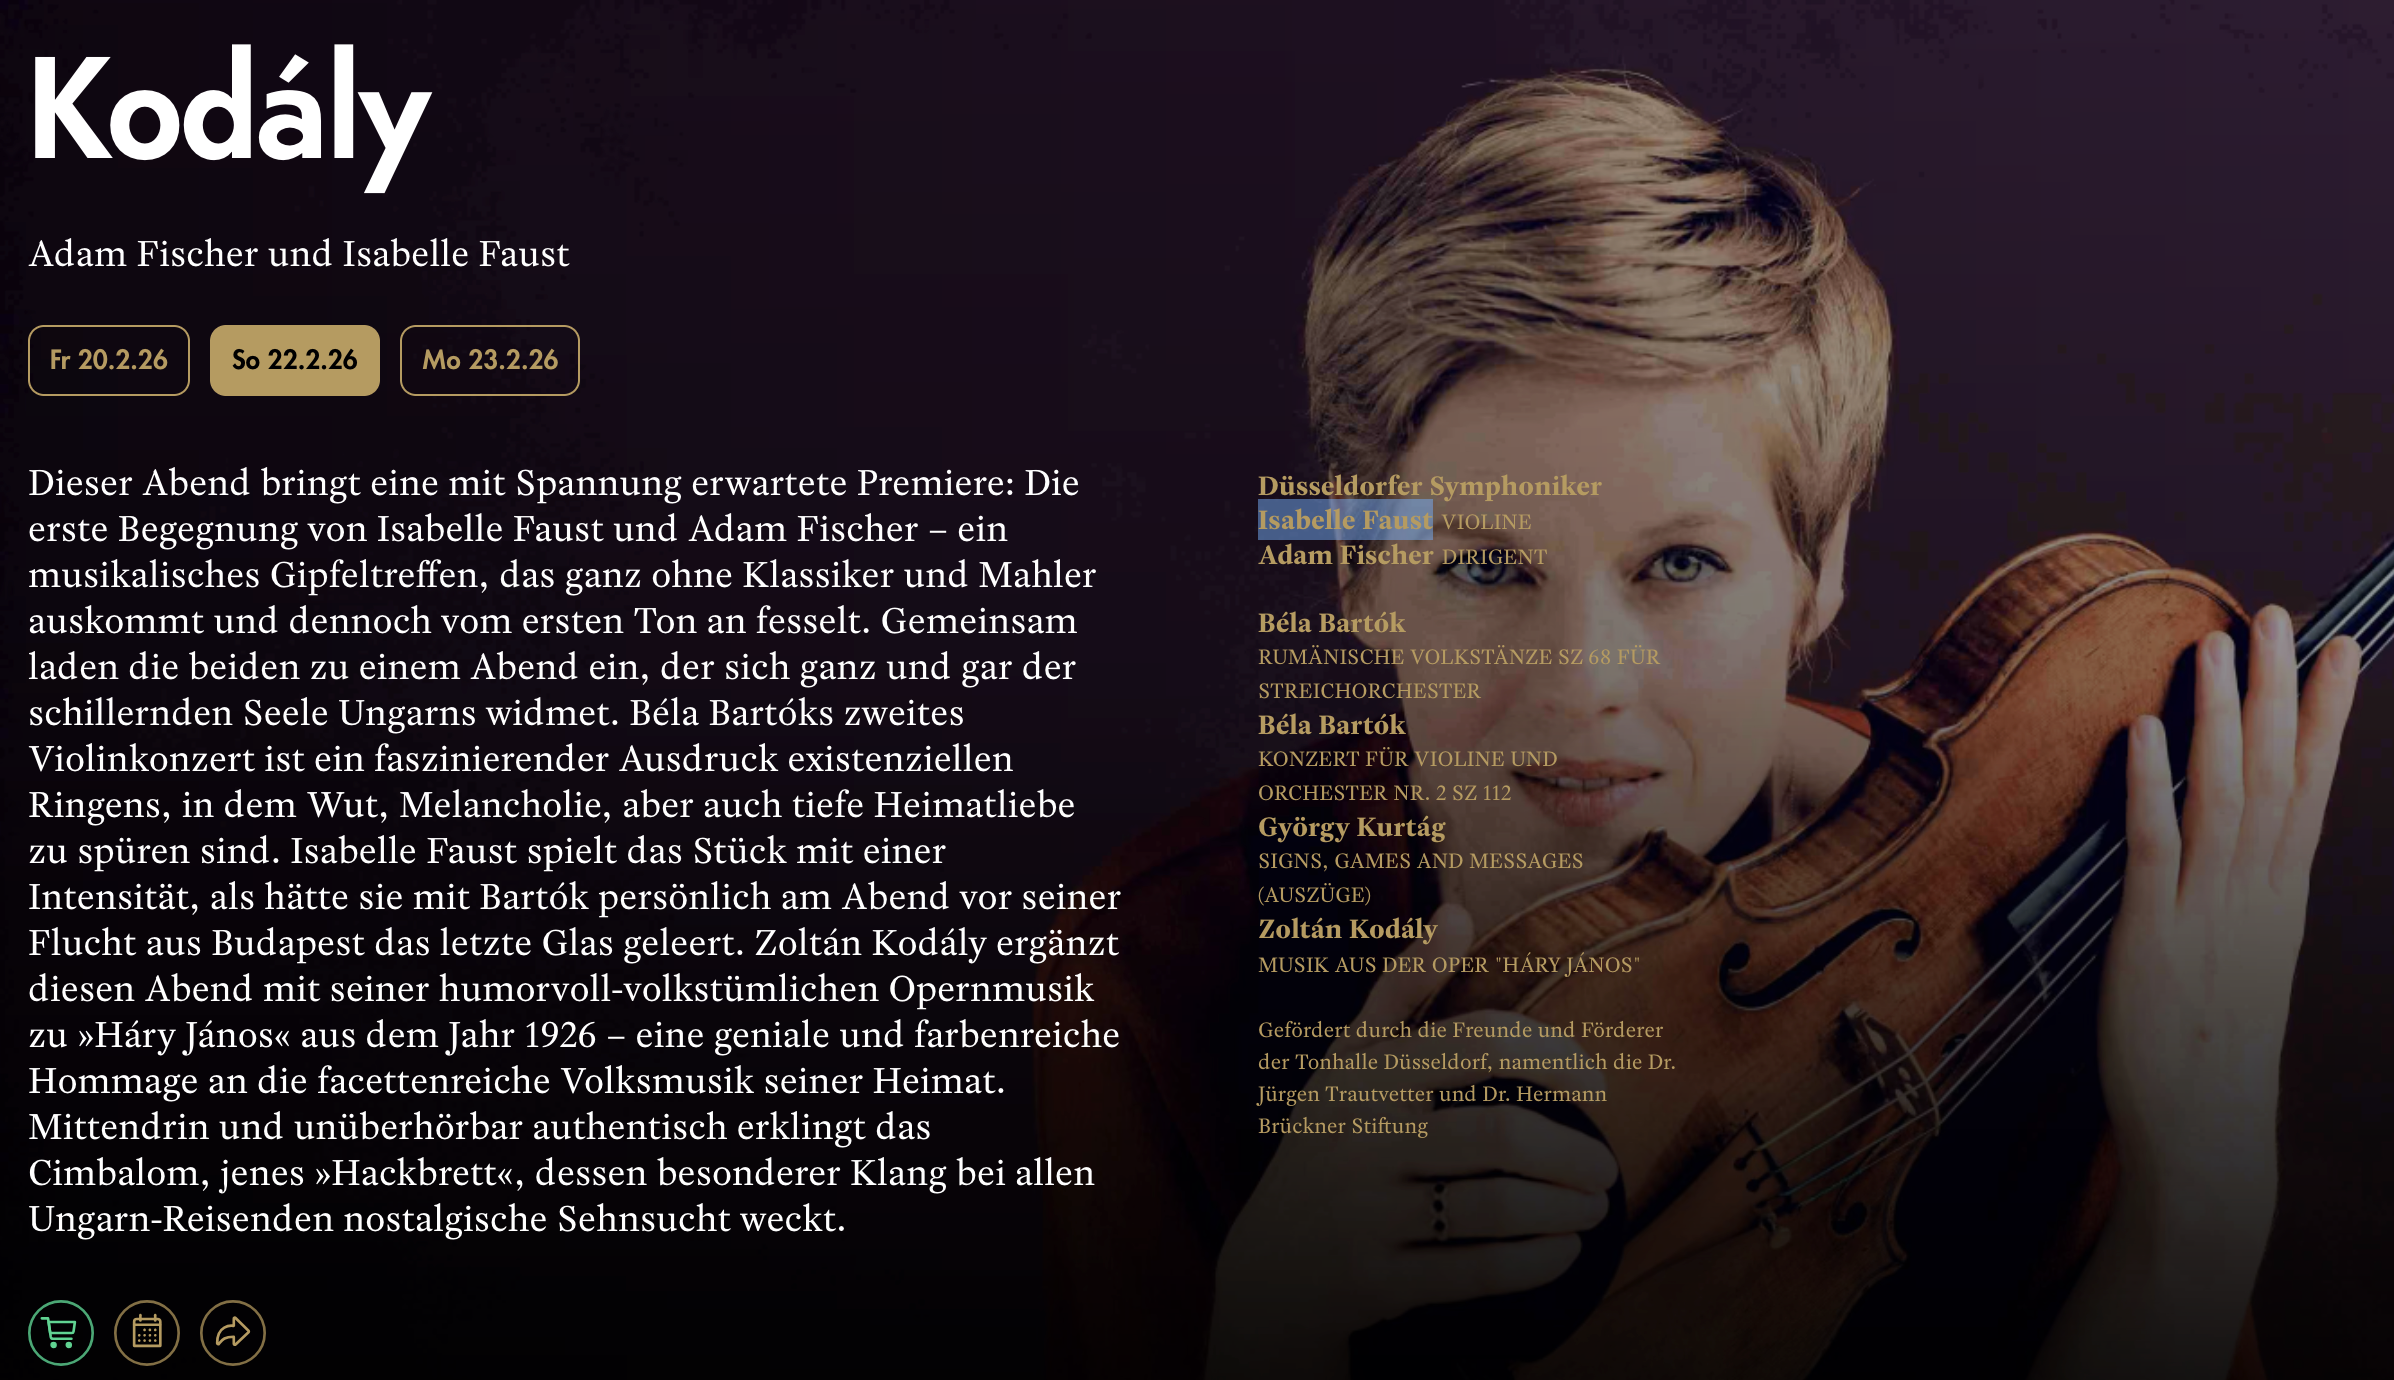 Kodály
Adam Fischer und Isabelle Faust
Fr 20.2.26
So 22.2.26
Mo 23.2.26
Dieser Abend bringt eine mit Spannung erwartete Premiere: Die
erste Begegnung von Isabelle Faust und Adam Fischer – ein
musikalisches Gipfeltreffen, das ganz ohne Klassiker und Mahler
auskommt und dennoch vom ersten Ton an fesselt. Gemeinsam
laden die beiden zu einem Abend ein, der sich ganz und gar der
schillernden Seele Ungarns widmet. Béla Bartóks zweites
Violinkonzert ist ein faszinierender Ausdruck existenziellen
Ringens, in dem Wut, Melancholie, aber auch tiefe Heimatliebe
zu spüren sind. Isabelle Faust spielt das Stück mit einer
Intensität, als hätte sie mit Bartók persönlich am Abend vor seiner
Flucht aus Budapest das letzte Glas geleert. Zoltán Kodály ergänzt
diesen Abend mit seiner humorvoll-volkstümlichen Opernmusik
zu »Háry János« aus dem Jahr 1926 – eine geniale und farbenreiche
Hommage an die facettenreiche Volksmusik seiner Heimat.
Mittendrin und unüberhörbar authentisch erklingt das
Cimbalom, jenes »Hackbrett«, dessen besonderer Klang bei allen
Ungarn-Reisenden nostalgische Sehnsucht weckt.
Düsseldorfer Symphoniker
Isabelle Faust VIOLINE
Adam Fischer DIRIGENT
Béla Bartók
RUMÄNISCHE VOLKSTÄNZE SZ 68 FÜR
STREICHORCHESTER
Béla Bartók
KONZERT FÜR VIOLINE UND
ORCHESTER NR. 2 SZ 112
György Kurtág
SIGNS, GAMES AND MESSAGES
(AUSZÜGE)
Zoltán Kodály
MUSIK AUS DER OPER "HÁRY JÁNOS"
Gefördert durch die Freunde und Förderer
der Tonhalle Düsseldorf, namentlich die Dr.
Jürgen Trautvetter und Dr. Hermann
Brückner Stiftung